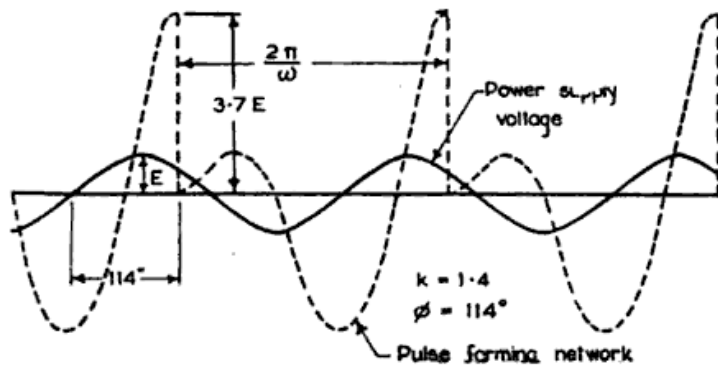 2π
ω
3·7 E
Power supply
voltage
E
114°
k = 1·4
ø = 114°
Pulse forming network